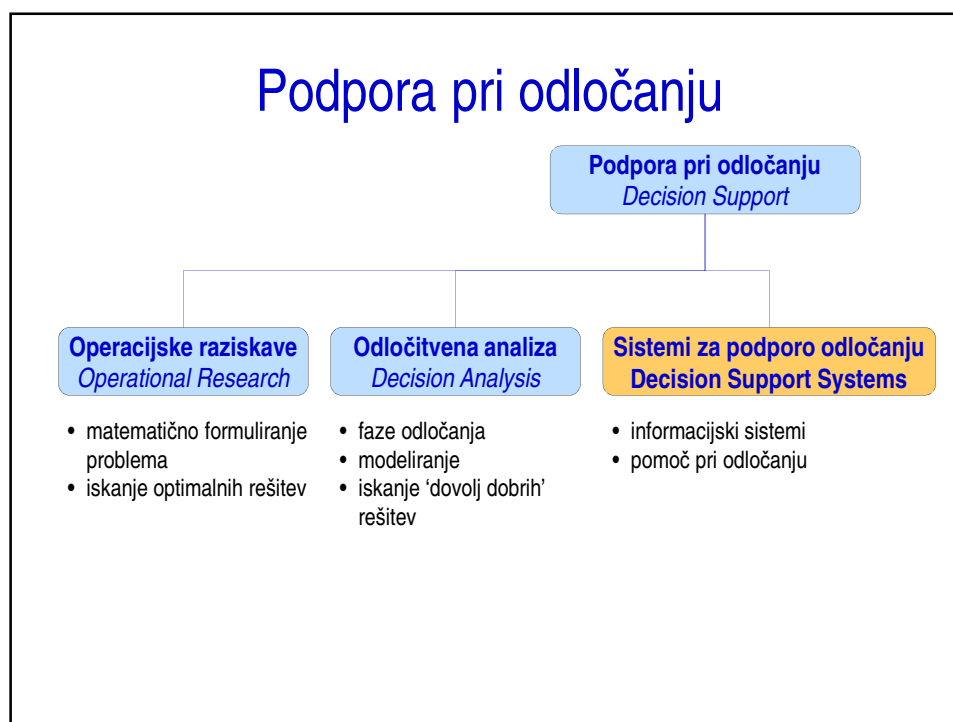 Podpora pri odločanju
Podpora pri odločanju
Decision Support
Operacijske raziskave
Operational Research
• matematično formuliranje
problema
• iskanje optimalnih rešitev
Odločitvena analiza
Decision Analysis
• faze odločanja
• modeliranje
• iskanje ‘dovolj dobrih’
rešitev
Sistemi za podporo odločanju
Decision Support Systems
• informacijski sistemi
• pomoč pri odločanju